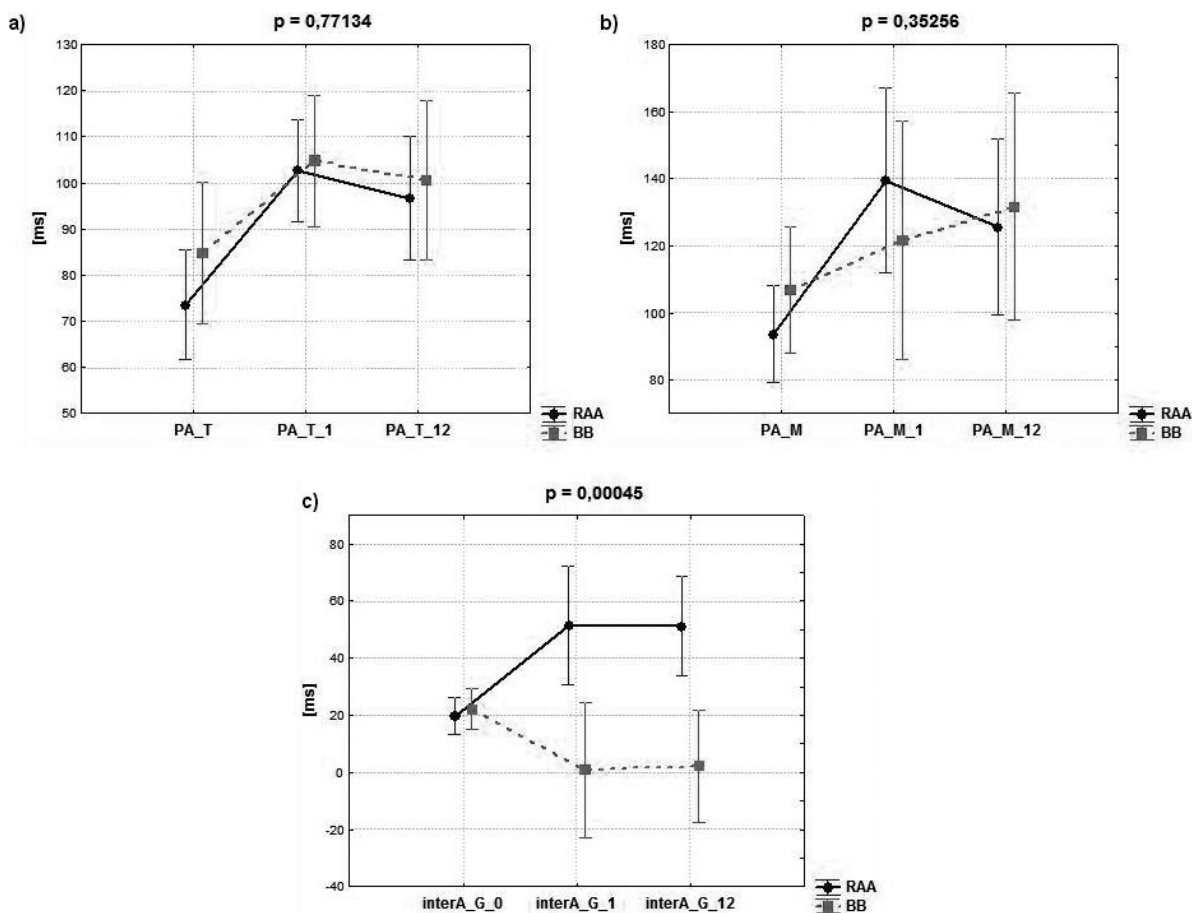 a)
p = 0,77134
130
120
110
100
90
80
70
60
50
[ms]
PA_T PA_T_1 PA_T_12
RAA
BB
b)
p = 0,35256
180
160
140
120
100
80
[ms]
PA_M PA_M_1 PA_M_12
RAA
BB
c)
p = 0,00045
80
60
40
20
0
-20
-40
[ms]
interA_G_0 interA_G_1 interA_G_12
RAA
BB